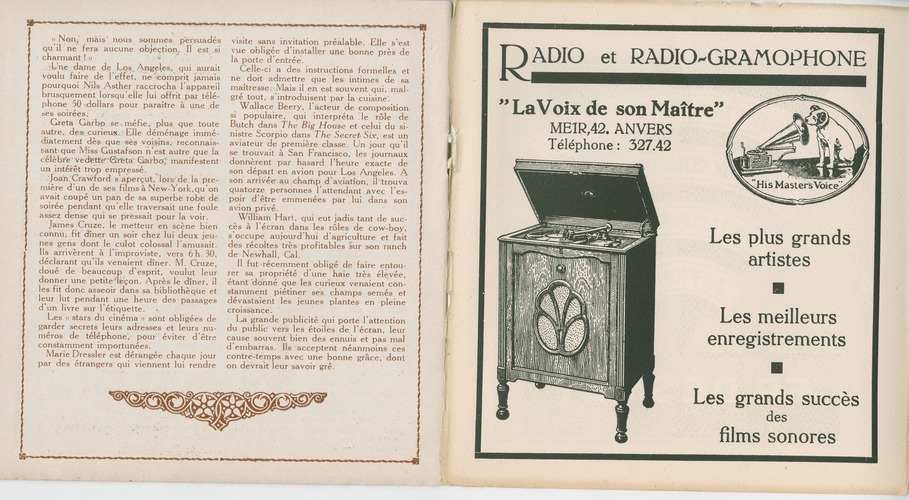 « Non, mais nous sommes persuadés
qu'il ne fera aucune objection. Il est si
charmant ! »
Une dame de Los Angeles, qui aurait
voulu faire de l'effet, ne comprit jamais
pourquoi Nils Asther raccrocha l'appareil
brusquement lorsqu'elle lui offrit par télé-
phone 50 dollars pour paraître à une de
ses soirées.
Greta Garbo se méfie, plus que toute
autre, des curieux. Elle déménage immé-
diatement dès que ses voisins, reconnais-
sant que Miss Gustafson n'est autre que la
célèbre vedette Greta Garbo, manifestent
un intérêt trop empressé.
Joan Crawford s'aperçut, lors de la pre-
mière d'un de ses films à New-York, qu'on
avait coupé un pan de sa superbe robe de
soirée pendant qu'elle traversait une foule
assez dense qui se pressait pour la voir.
James Cruze, le metteur en scène bien
connu, fit dîner un soir chez lui deux jeu-
nes gens dont le culot colossal l'amusait.
Ils arrivèrent à l'improviste, vers 6 h. 30,
déclarant qu'ils venaient dîner. M. Cruze,
doué de beaucoup d'esprit, voulut leur
donner une petite leçon. Après le dîner, il
les fit donc asseoir dans sa bibliothèque et
leur lut pendant une heure des passages
d'un livre sur l'étiquette.
Les « stars du cinéma » sont obligées de
garder secrets leurs adresses et leurs nu-
méros de téléphone, pour éviter d'être
constamment importunées.
Marie Dressler est dérangée chaque jour
par des étrangers qui viennent lui rendre
visite sans invitation préalable. Elle s'est
vue obligée d'installer une bonne près de
la porte d'entrée.
Celle-ci a des instructions formelles et
ne doit admettre que les intimes de sa
maîtresse. Mais il en est souvent qui, mal-
gré tout, s'introduisent par la cuisine.
Wallace Beery, l'acteur de composition
si populaire, qui interpréta le rôle de
Butch dans The Big House et celui du si-
nistre Scorpio dans The Secret Six, est un
aviateur de première classe. Un jour qu'il
se trouvait à San Francisco, les journaux
donnèrent par hasard l'heure exacte de
son départ en avion pour Los Angeles. A
son arrivée au champ d'aviation, il trouva
quatorze personnes l'attendant avec l'es-
poir d'être emmenées par lui dans son
avion privé.
William Hart, qui eut jadis tant de suc-
cès à l'écran dans les rôles de cow-boy,
s'occupe aujourd'hui d'agriculture et fait
des récoltes très profitables sur son ranch
de Newhall, Cal.
Il fut récemment obligé de faire entou-
rer sa propriété d'une haie très élevée,
étant donné que les curieux venaient con-
stamment piétiner ses champs semés et
dévastaient les jeunes plantes en pleine
croissance.
La grande publicité qui porte l'attention
du public vers les étoiles de l'écran, leur
cause souvent bien des ennuis et pas mal
d'embarras. Ils acceptent néanmoins ces
contre-temps avec une bonne grâce, dont
on devrait leur savoir gré.
RADIO et RADIO-GRAMOPHONE
"La Voix de son Maître"
MEIR, 42. ANVERS
Téléphone : 327.42
"His Master's Voice"
Les plus grands
artistes
Les meilleurs
enregistrements
Les grands succès
des
films sonores